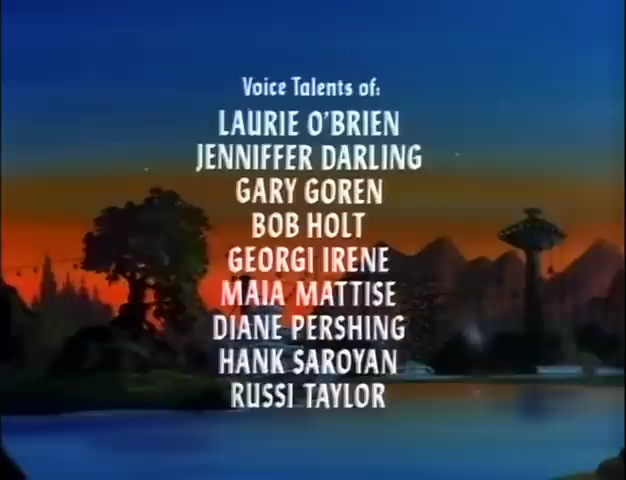 Voice Talents of:
LAURIE O'BRIEN
JENNIFFER DARLING
GARY GOREN
BOB HOLT
GEORGI IRENE
MAIA MATTISE
DIANE PERSHING
HANK SAROYAN
RUSSI TAYLOR